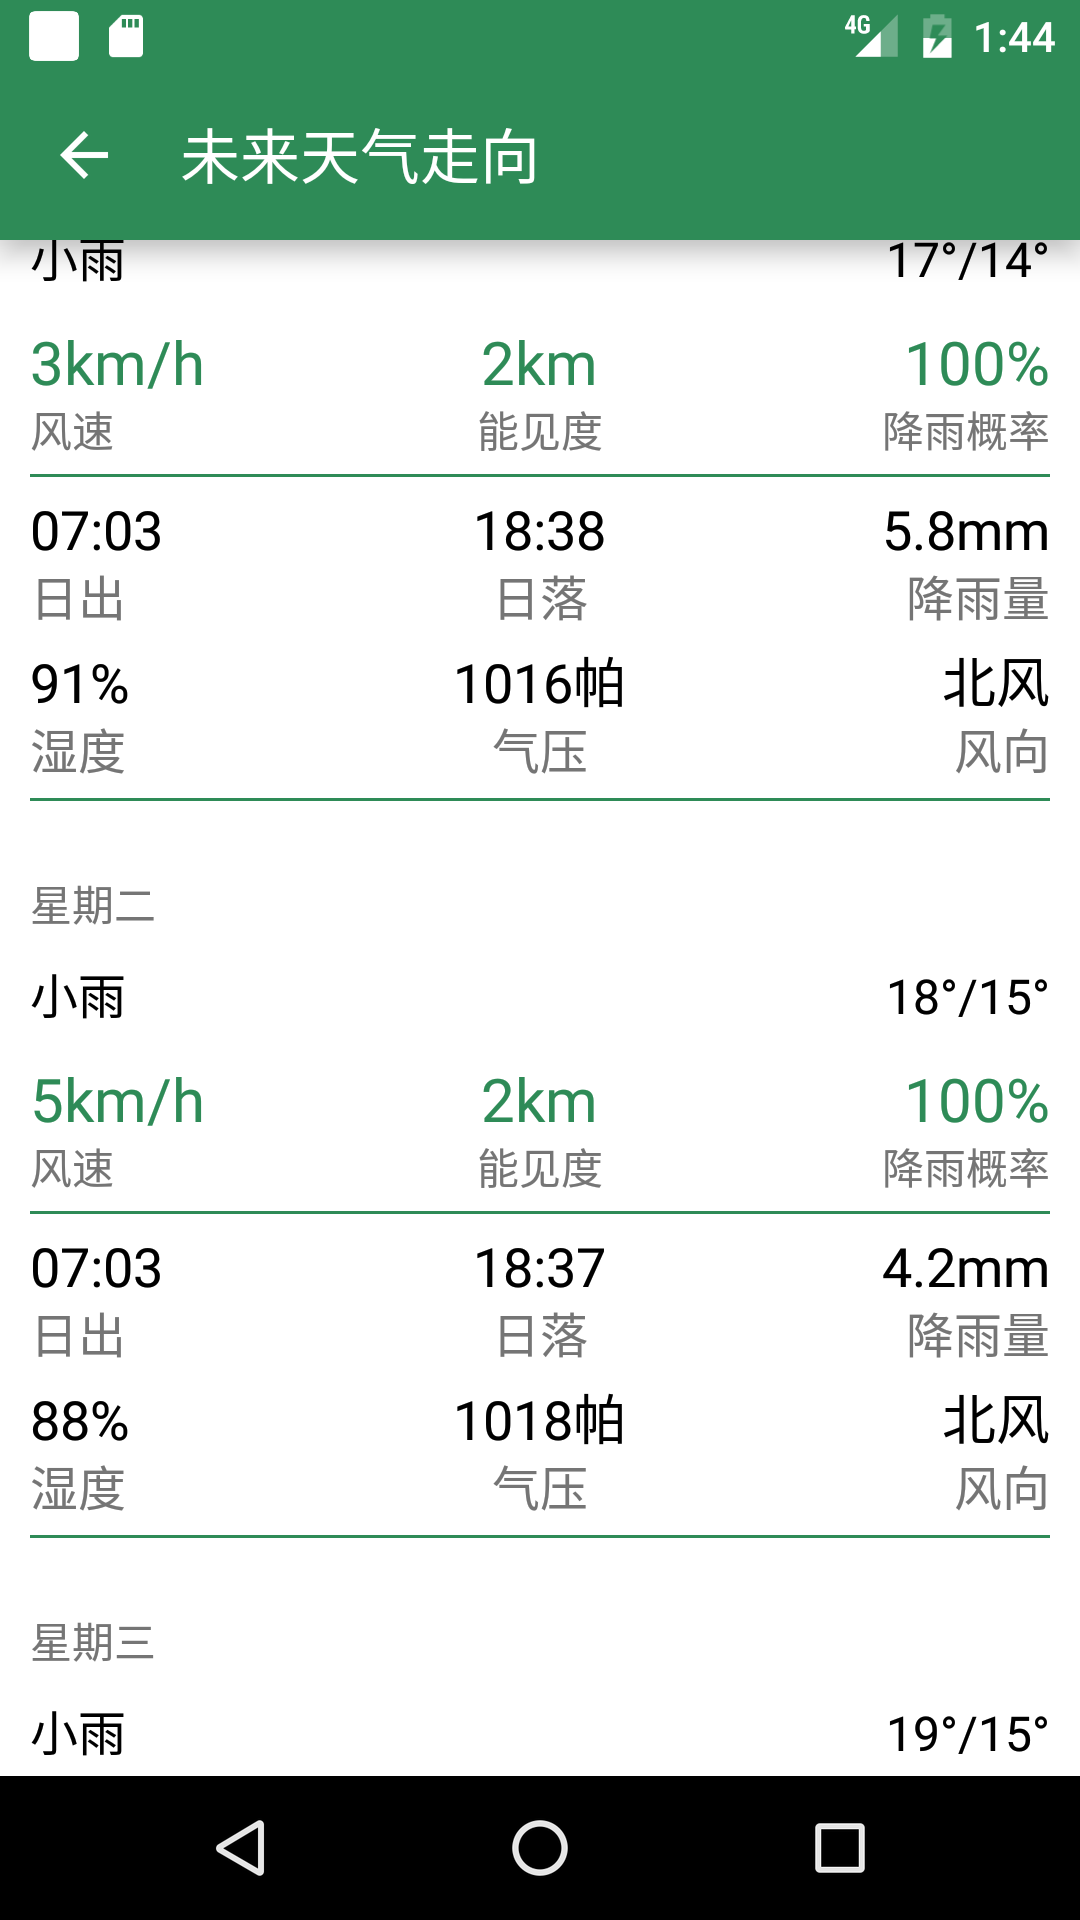 4G 1:44
未来天气走向
小雨 17°/14°
3km/h 2km 100%
风速 能见度 降雨概率
07:03 18:38 5.8mm
日出 日落 降雨量
91% 1016帕 北风
湿度 气压 风向
星期二
小雨 18°/15°
5km/h 2km 100%
风速 能见度 降雨概率
07:03 18:37 4.2mm
日出 日落 降雨量
88% 1018帕 北风
湿度 气压 风向
星期三
小雨 19°/15°